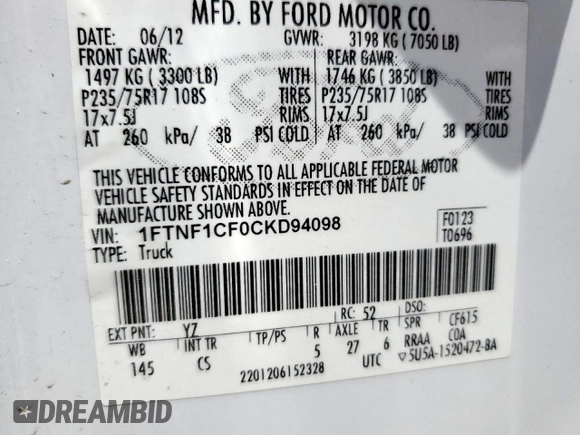 MFD. BY FORD MOTOR CO.
DATE: 06/12 GVWR: 3198 KG (7050 LB)
FRONT GAWR: REAR GAWR:
1497 KG (3300 LB) WITH 1746 KG (3850 LB) WITH
P235/75R17 108S TIRES P235/75R17 108S TIRES
17x7.5J RIMS 17x7.5J RIMS
AT 260 kPa/ 38 PSI COLD AT 260 kPa/ 38 PSI COLD
THIS VEHICLE CONFORMS TO ALL APPLICABLE FEDERAL MOTOR
VEHICLE SAFETY STANDARDS IN EFFECT ON THE DATE OF
MANUFACTURE SHOWN ABOVE.
VIN: 1FTNF1CF0CKD94098 F0123
TYPE: Truck T0696
EXT PNT: YZ RC: 52 DSO:
WB INT TR TP/PS R AXLE TR SPR CF615
145 CS 5 27 6 RRAA COA
2201206152328 UTC ▽5U5A-1520472-BA
DREAMBID